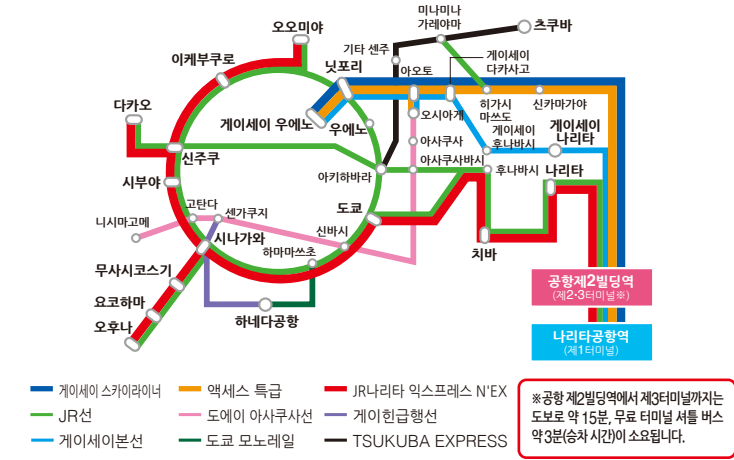 미나미나
가레야마
츠쿠바
오오미야
기타 센주
이케부쿠로
닛포리
아오토
게이세이
다카사고
다카오
게이세이 우에노
우에노
오시아게
히가시
마쓰도
신카마가야
아사쿠사
게이세이
후나바시
게이세이
나리타
신주쿠
아키하바라
아사쿠사바시
후나바시
나리타
시부야
고탄다
센가쿠지
도쿄
니시마고메
시나가와
신바시
하마마쓰초
치바
무사시코스기
요코하마
오후나
하네다공항
공항제2빌딩역
(제2·3터미널※)
나리타공항역
(제1터미널)
게이세이 스카이라이너
액세스 특급
JR나리타 익스프레스 N'EX
JR선
도에이 아사쿠사선
게이힌급행선
게이세이본선
도쿄 모노레일
TSUKUBA EXPRESS
※공항 제2빌딩역에서 제3터미널까지는
도보로 약 15분, 무료 터미널 셔틀 버스
약 3분(승차 시간)이 소요됩니다.